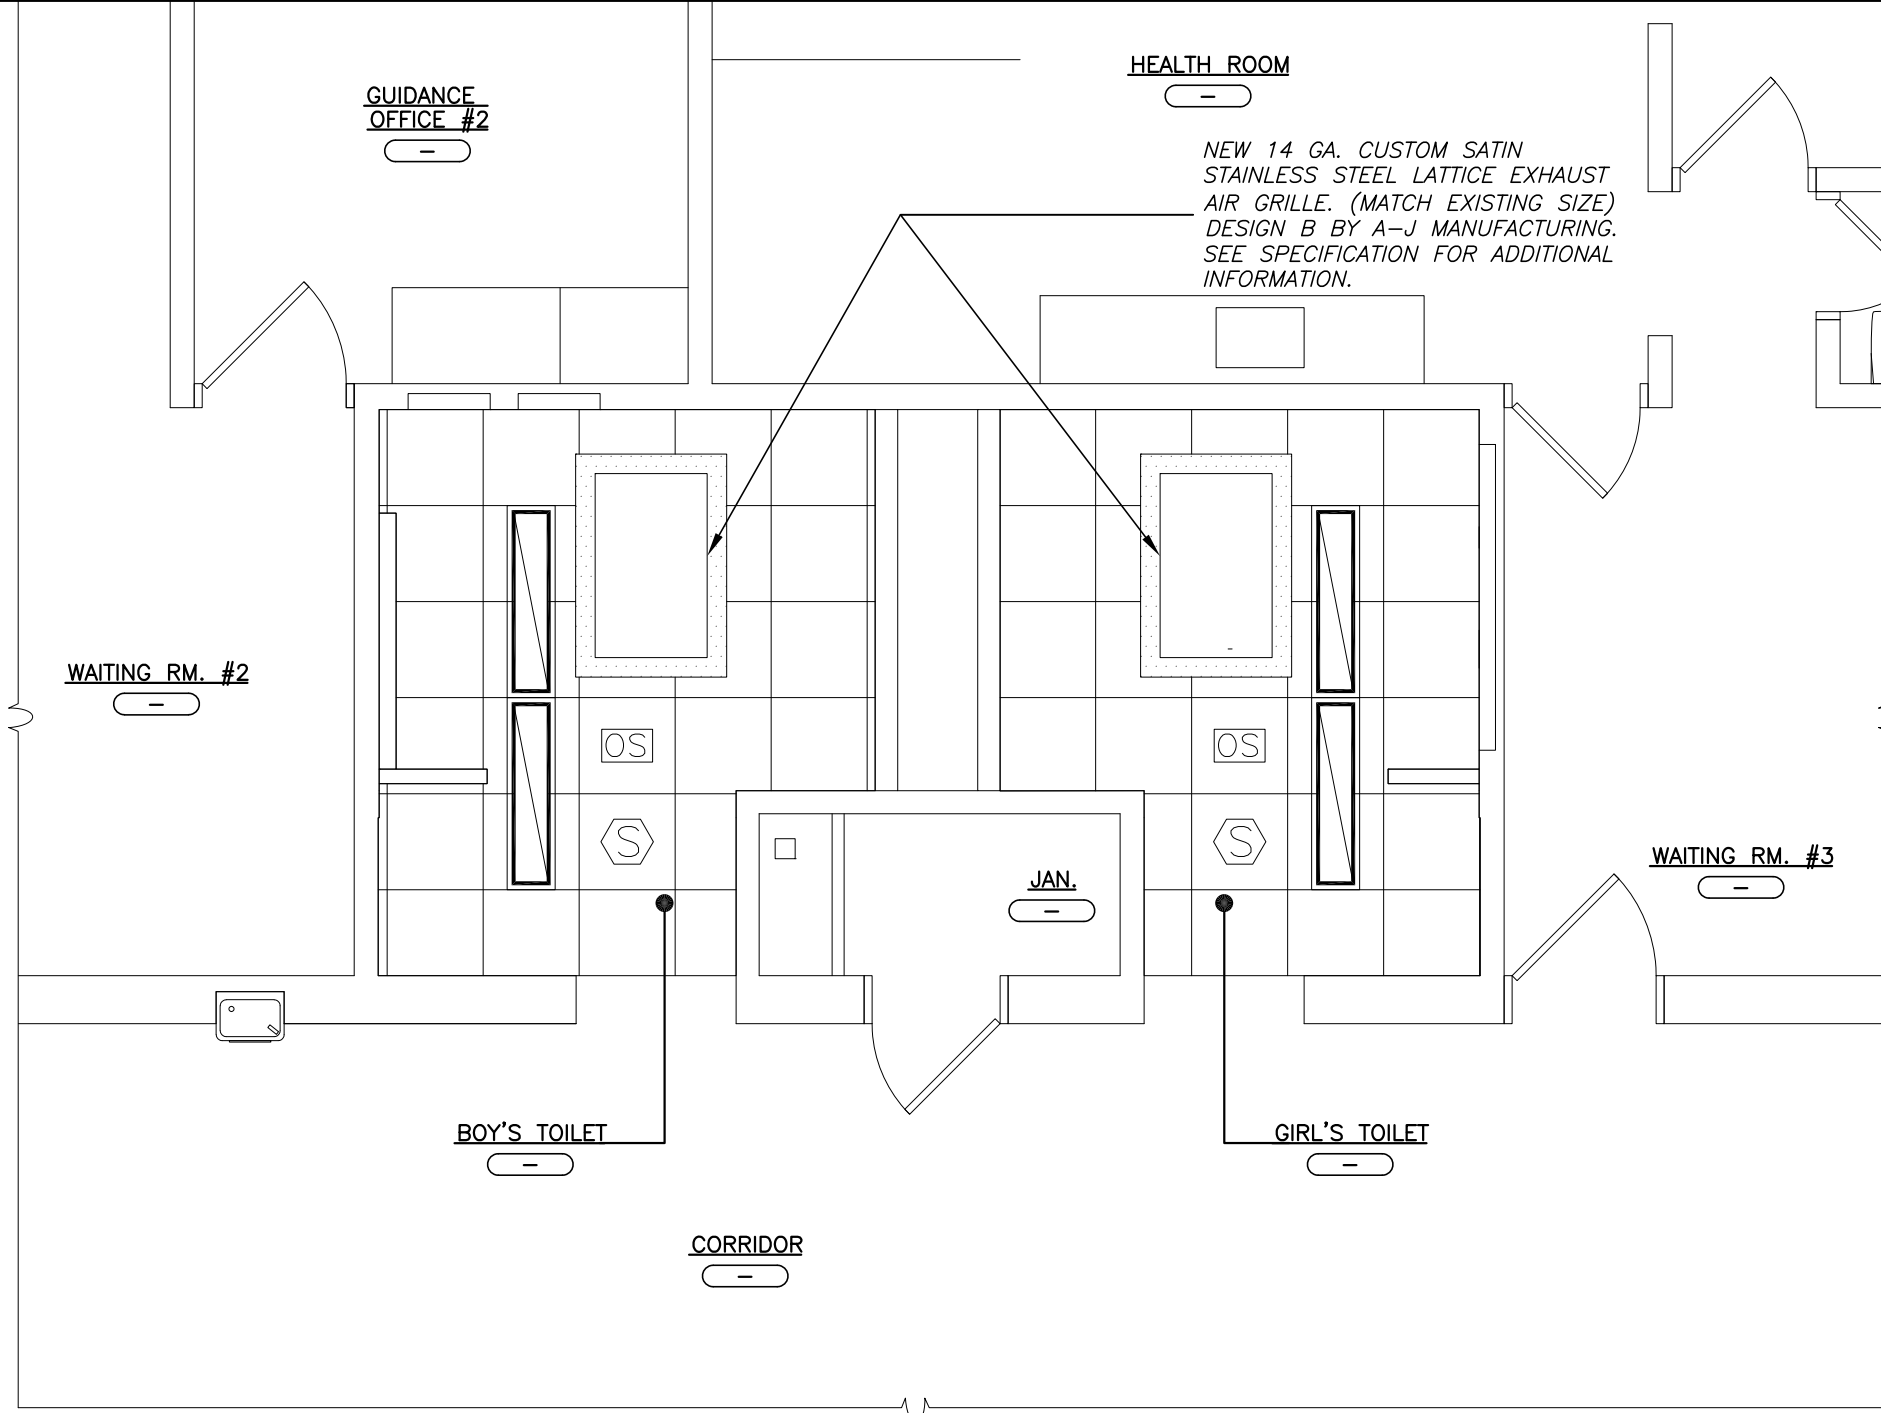 HEALTH ROOM
-
GUIDANCE
OFFICE #2
-
NEW 14 GA. CUSTOM SATIN
STAINLESS STEEL LATTICE EXHAUST
AIR GRILLE. (MATCH EXISTING SIZE)
DESIGN B BY A-J MANUFACTURING.
SEE SPECIFICATION FOR ADDITIONAL
INFORMATION.
WAITING RM. #2
-
OS
OS
S
S
WAITING RM. #3
-
JAN.
-
BOY'S TOILET
-
GIRL'S TOILET
-
CORRIDOR
-